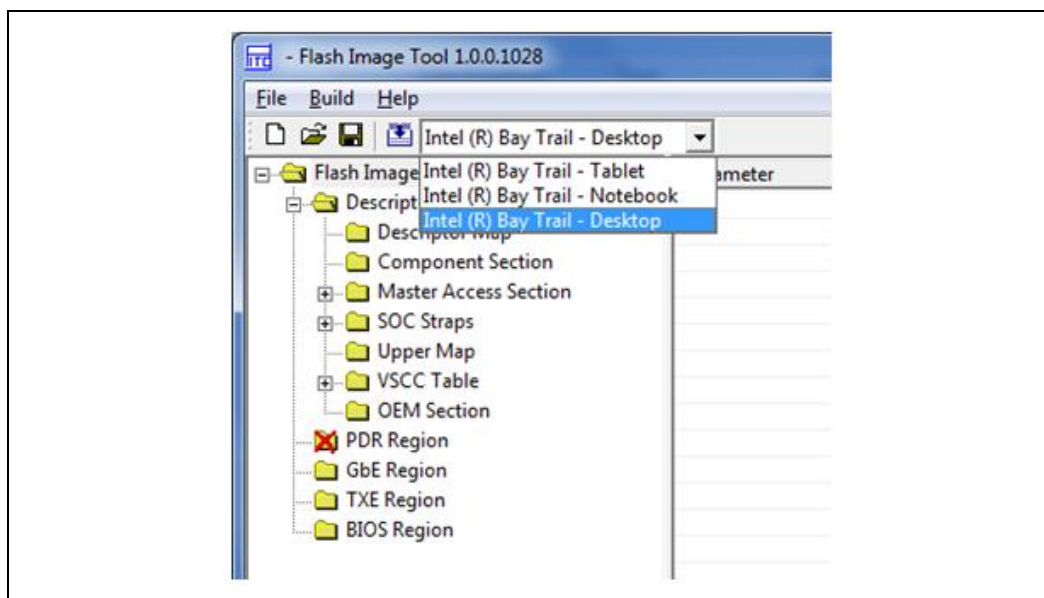 - Flash Image Tool 1.0.0.1028
File Build Help
Intel (R) Bay Trail - Desktop
Intel (R) Bay Trail - Tablet
Intel (R) Bay Trail - Notebook
Intel (R) Bay Trail - Desktop
Flash Image
ameter
Descript
Descriptor Map
Component Section
Master Access Section
SOC Straps
Upper Map
VSCC Table
OEM Section
PDR Region
GbE Region
TXE Region
BIOS Region